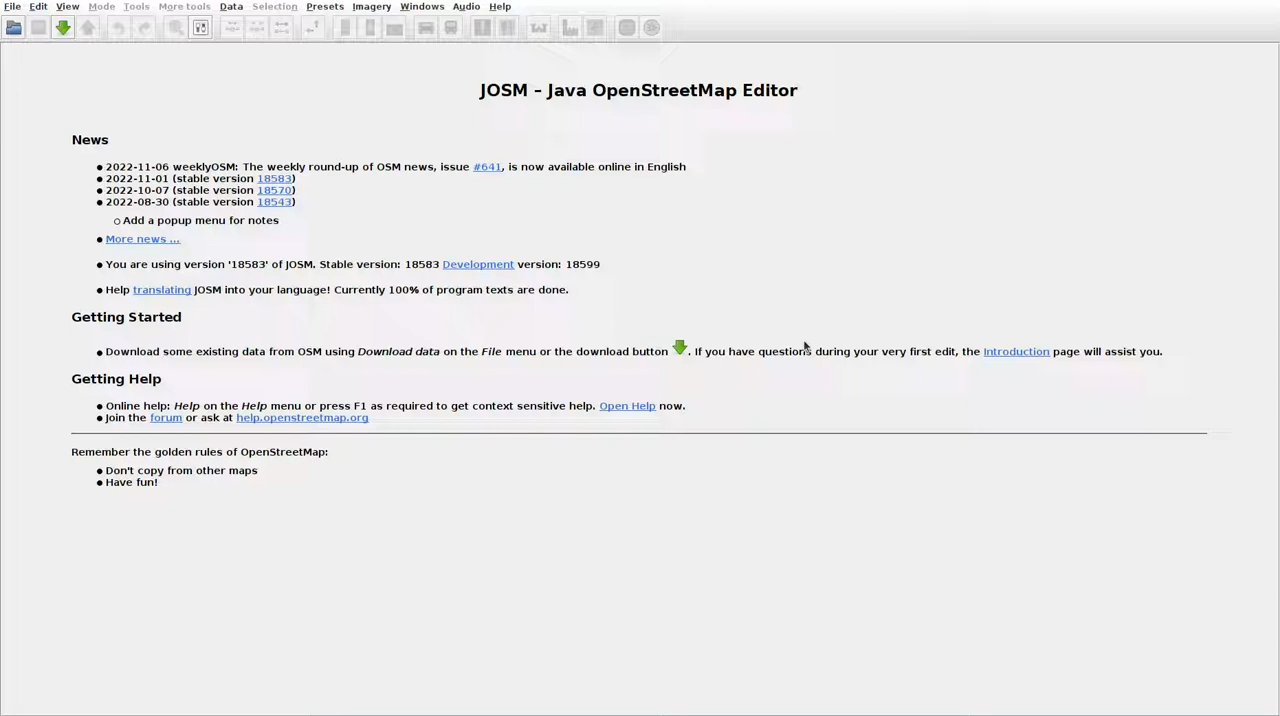 File Edit View Mode Tools More tools Data Selection Presets Imagery Windows Audio Help
JOSM – Java OpenStreetMap Editor
News
2022-11-06 weeklyOSM: The weekly round-up of OSM news, issue #641, is now available online in English
2022-11-01 (stable version 18583)
2022-10-07 (stable version 18570)
2022-08-30 (stable version 18543)
Add a popup menu for notes
More news ...
You are using version '18583' of JOSM. Stable version: 18583 Development version: 18599
Help translating JOSM into your language! Currently 100% of program texts are done.
Getting Started
Download some existing data from OSM using Download data on the File menu or the download button . If you have questions during your very first edit, the Introduction page will assist you.
Getting Help
Online help: Help on the Help menu or press F1 as required to get context sensitive help. Open Help now.
Join the forum or ask at help.openstreetmap.org
Remember the golden rules of OpenStreetMap:
Don't copy from other maps
Have fun!